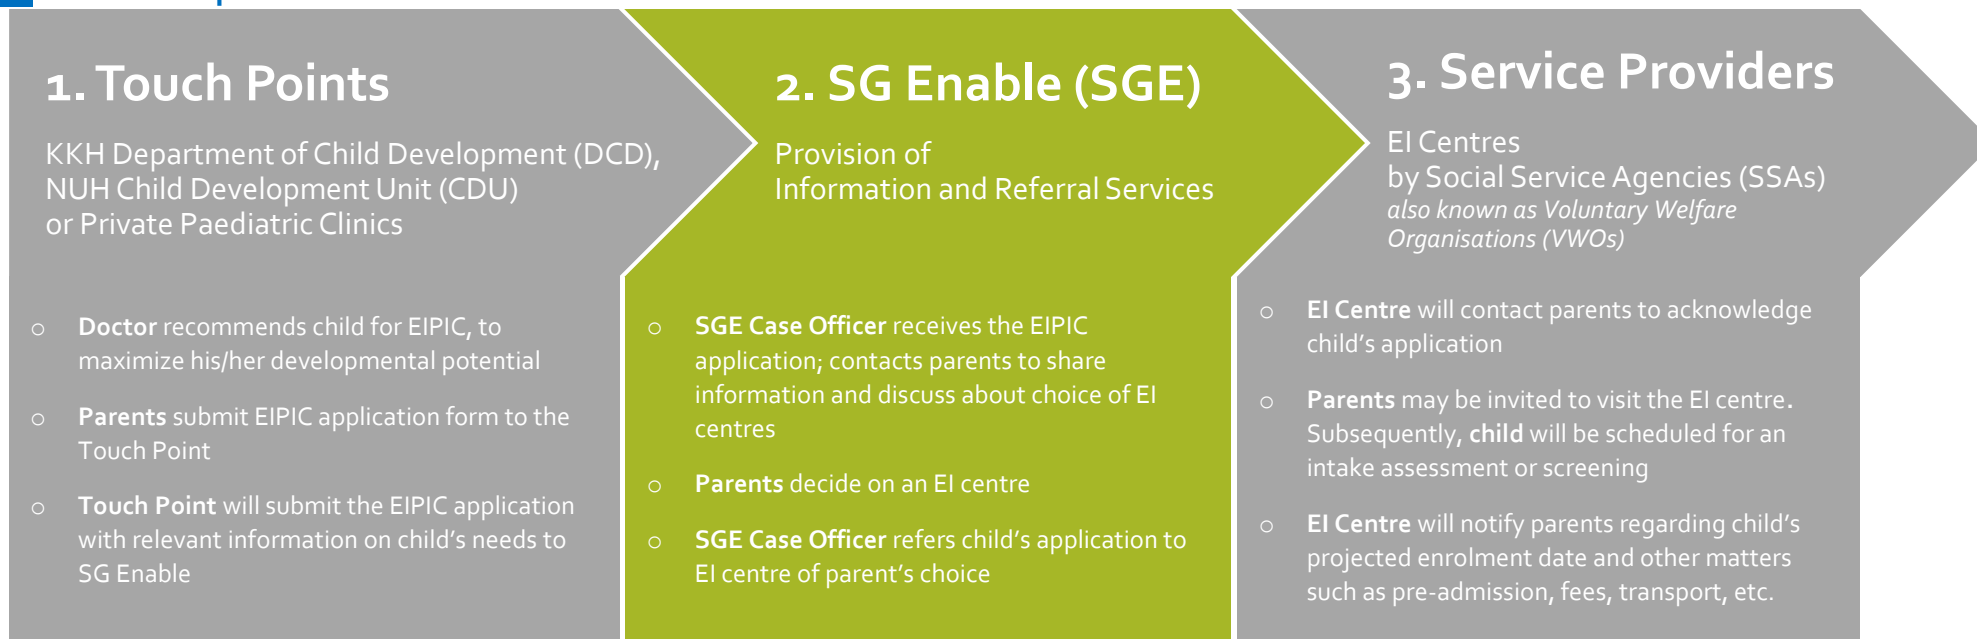 1. Touch Points
KKH Department of Child Development (DCD),
NUH Child Development Unit (CDU)
or Private Paediatric Clinics
o Doctor recommends child for EIPIC, to
maximize his/her developmental potential
o Parents submit EIPIC application form to the
Touch Point
o Touch Point will submit the EIPIC application
with relevant information on child's needs to
SG Enable
2. SG Enable (SGE)
Provision of
Information and Referral Services
o SGE Case Officer receives the EIPIC
application; contacts parents to share
information and discuss about choice of EI
centres
o Parents decide on an EI centre
o SGE Case Officer refers child's application to
EI centre of parent's choice
3. Service Providers
EI Centres
by Social Service Agencies (SSAs)
also known as Voluntary Welfare
Organisations (VWOs)
o EI Centre will contact parents to acknowledge
child's application
o Parents may be invited to visit the EI centre.
Subsequently, child will be scheduled for an
intake assessment or screening
o EI Centre will notify parents regarding child's
projected enrolment date and other matters
such as pre-admission, fees, transport, etc.